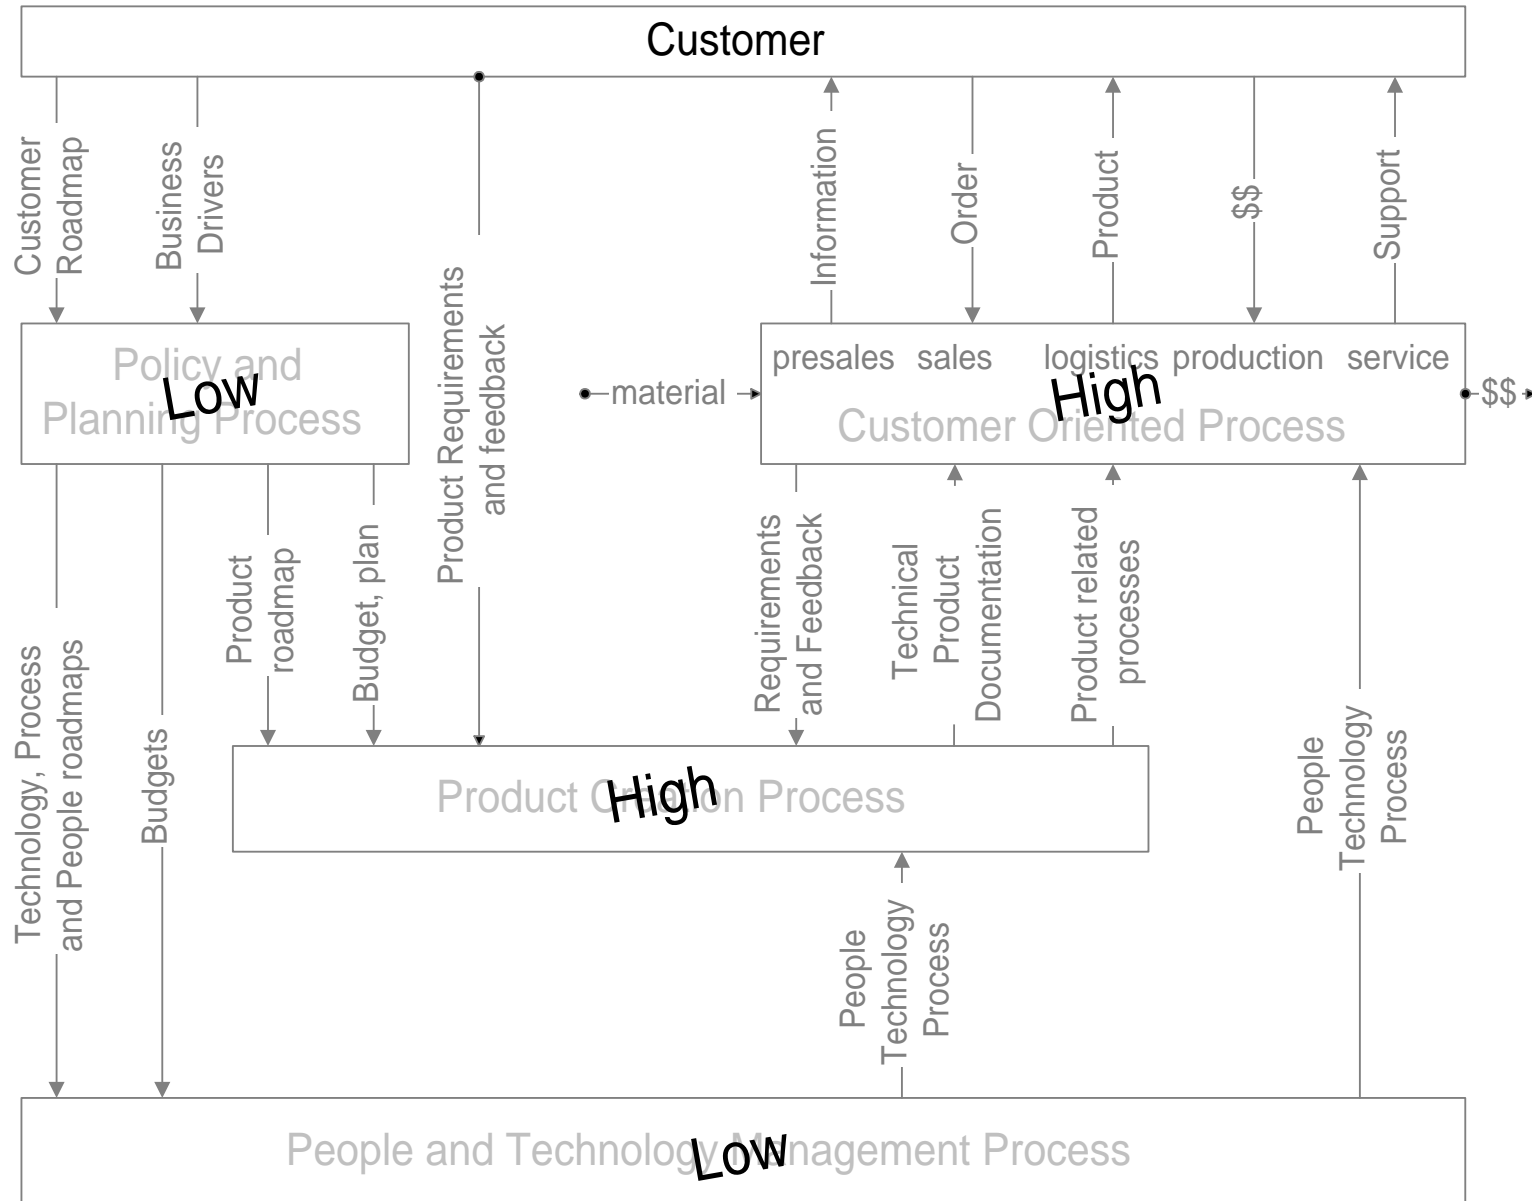 Customer
Customer
Roadmap
Business
Drivers
Product Requirements
and feedback
Information
Order
Product
$$
Support
Policy and
Planning Process
Low
material
presales sales logistics production service
High
Customer Oriented Process
$$
Technology, Process
and People roadmaps
Budgets
Product
roadmap
Budget, plan
Requirements
and Feedback
Technical
Product
Documentation
Product related
processes
People
Technology
Process
Product Creation Process
High
People
Technology
Process
People and Technology Management Process
Low